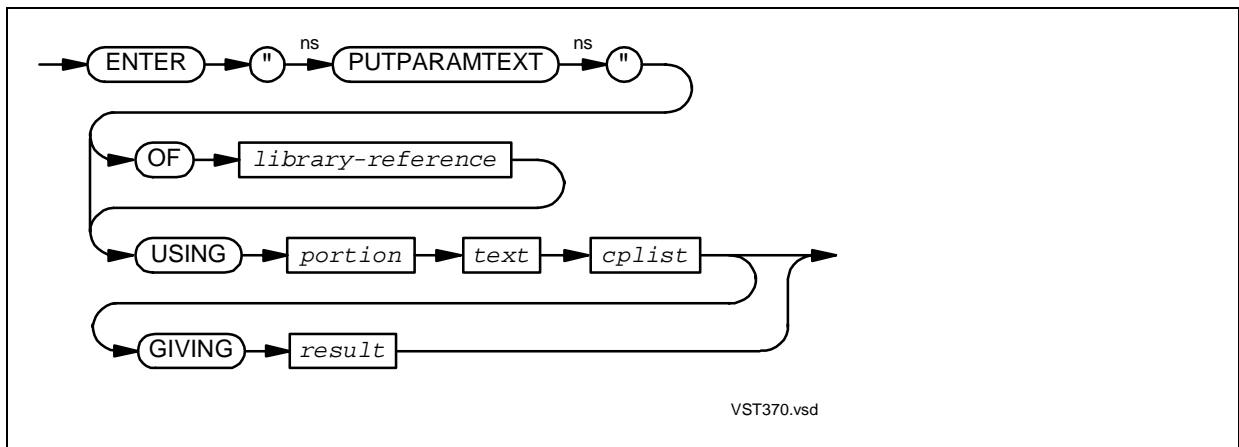 ns ns
ENTER " PUTPARAMTEXT "
OF library-reference
USING portion text cplist
GIVING result
VST370.vsd